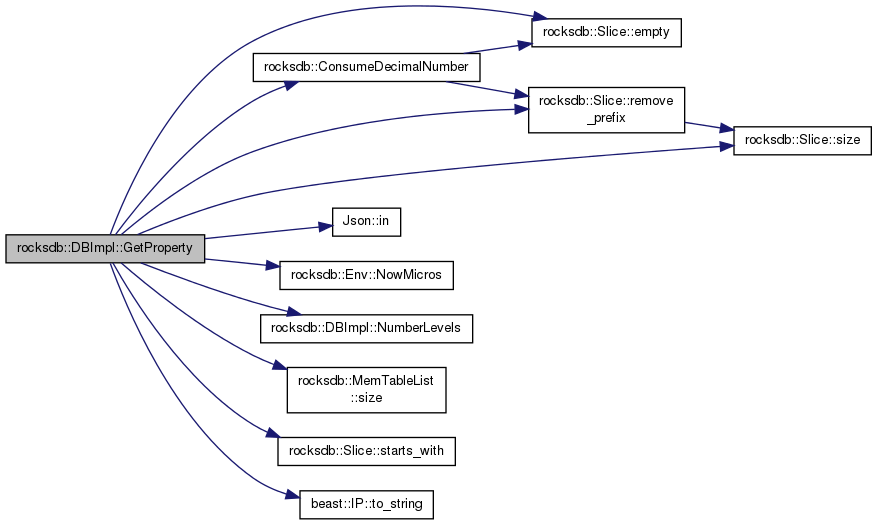 rocksdb::Slice::empty
rocksdb::ConsumeDecimalNumber
rocksdb::Slice::remove
_prefix
rocksdb::Slice::size
Json::in
rocksdb::DBImpl::GetProperty
rocksdb::Env::NowMicros
rocksdb::DBImpl::NumberLevels
rocksdb::MemTableList
::size
rocksdb::Slice::starts_with
beast::IP::to_string